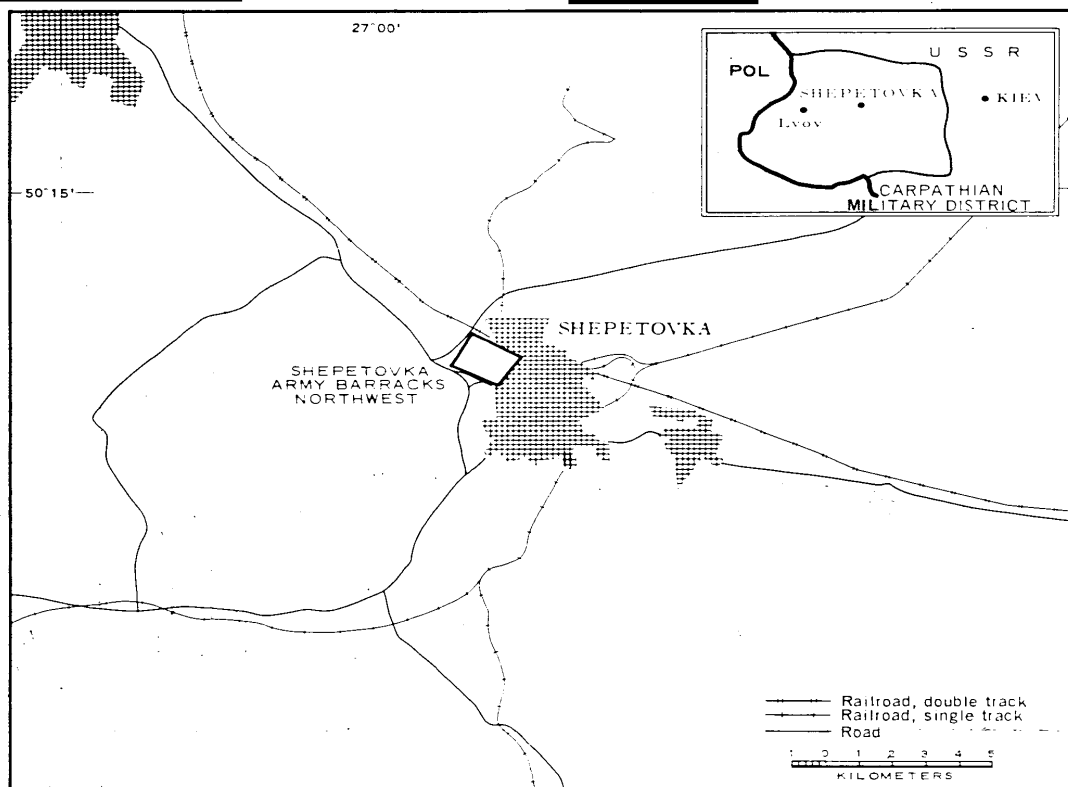 27°00'
U S S R
POL
SHEPETOVKA
KIEV
Lvov
50°15'
CARPATHIAN
MILITARY DISTRICT
SHEPETOVKA
SHEPETOVKA
ARMY BARRACKS
NORTHWEST
Railroad, double track
Railroad, single track
Road
1 0 1 2 3 4 5
KILOMETERS